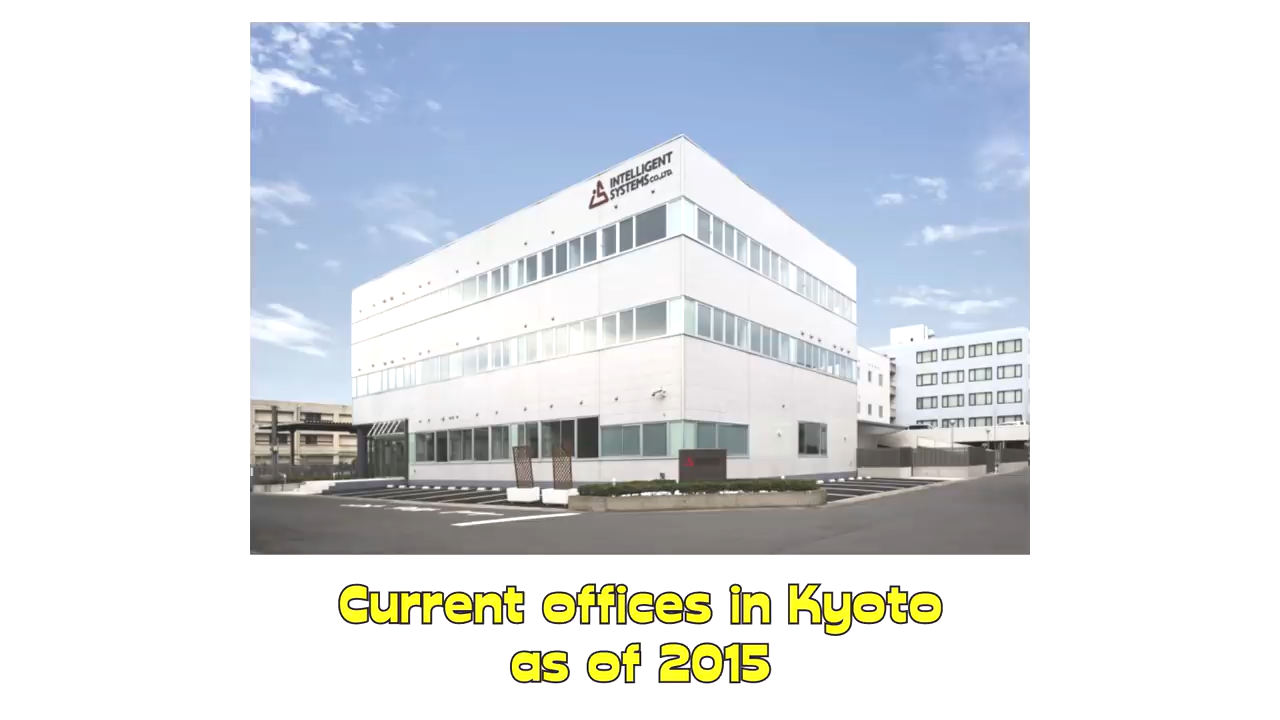 INTELLIGENT
SYSTEMS CO.,LTD.
Current offices in Kyoto
as of 2015